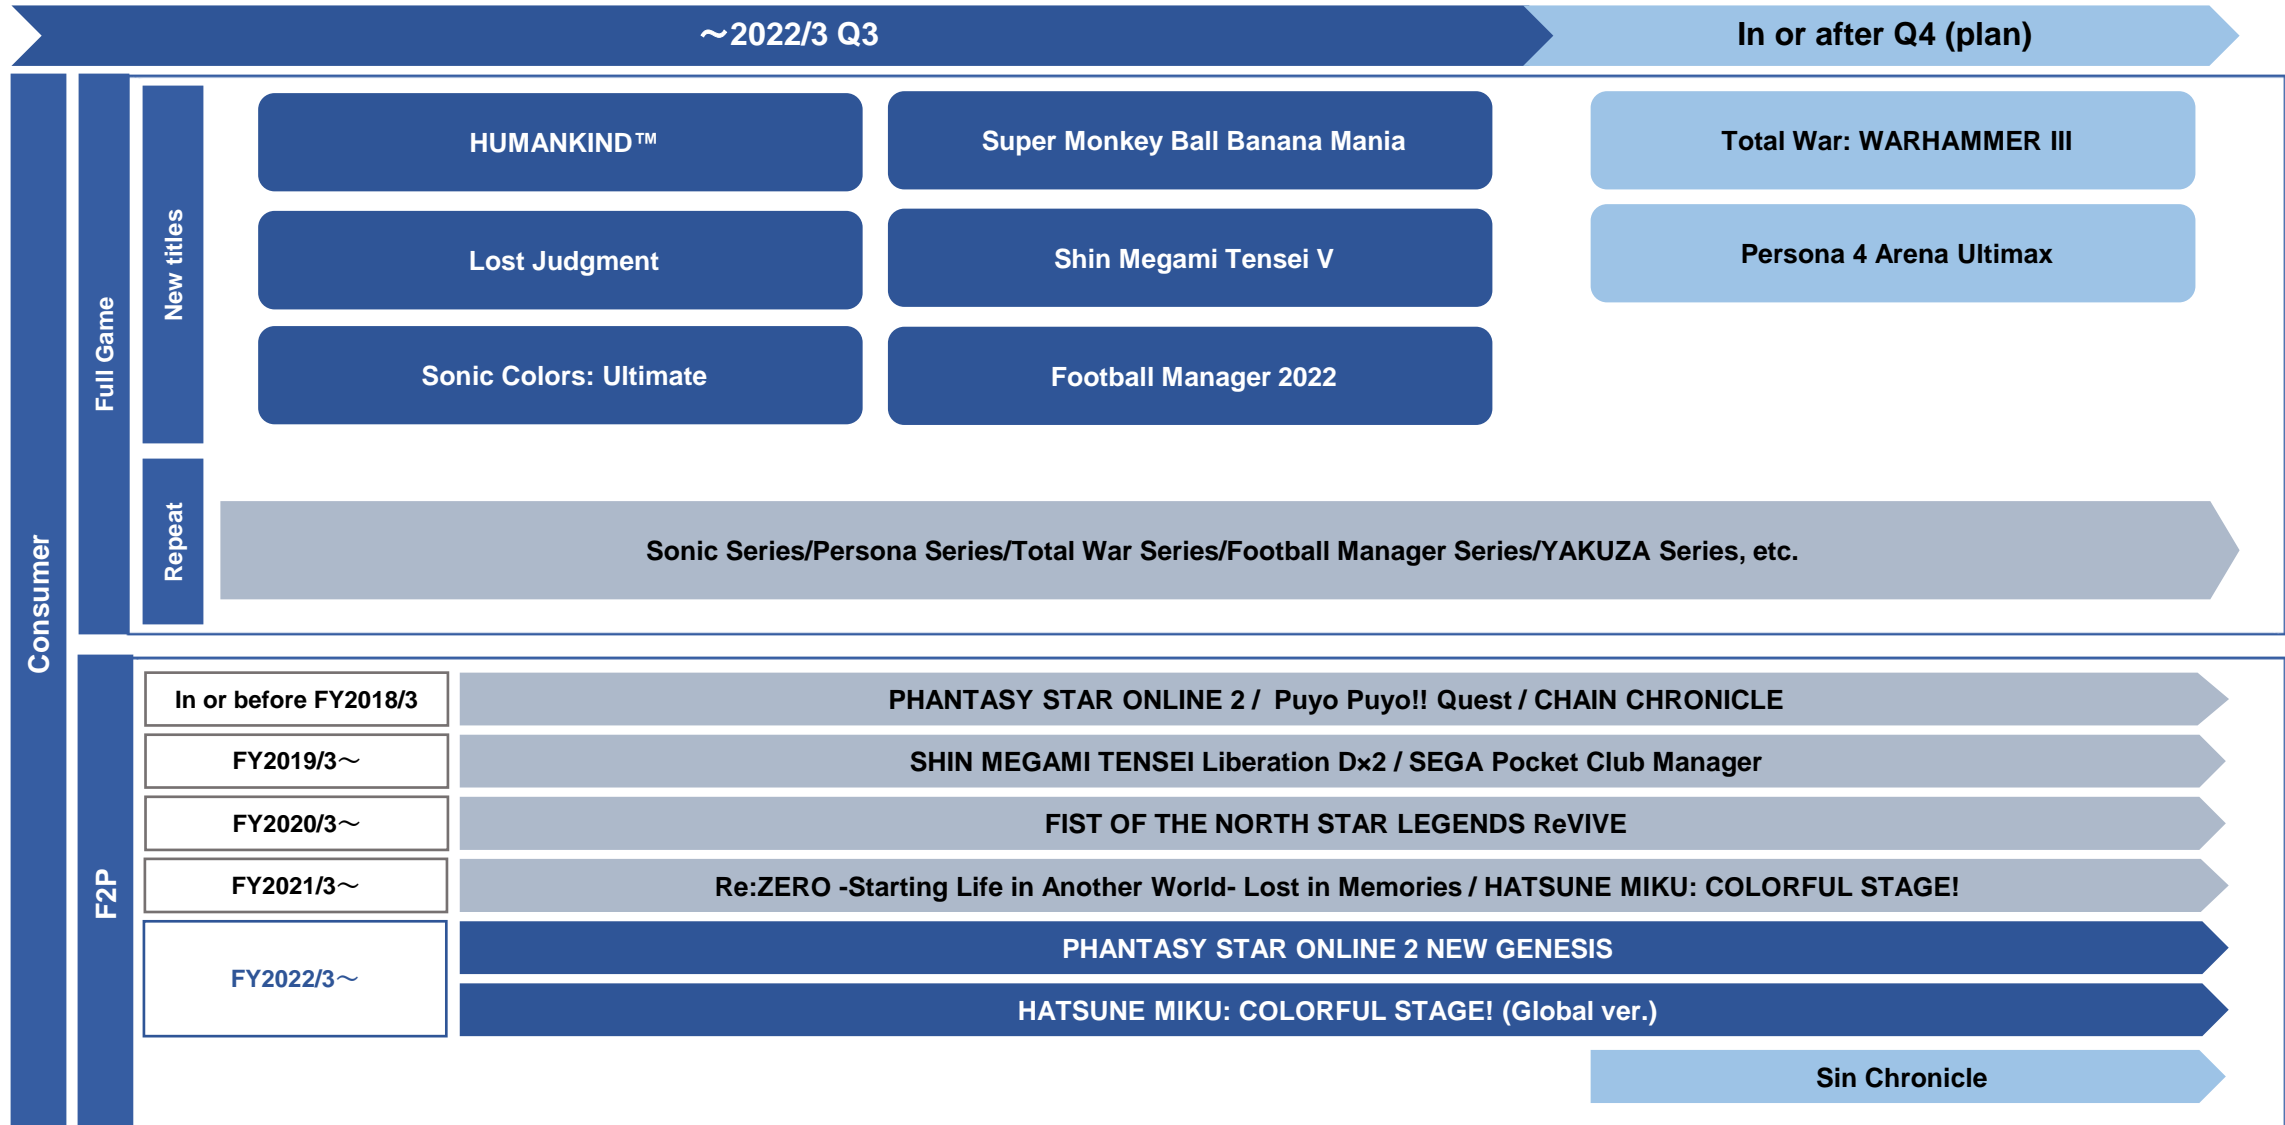 ～2022/3 Q3
In or after Q4 (plan)
Consumer
Full Game
New titles
HUMANKIND™
Super Monkey Ball Banana Mania
Total War: WARHAMMER III
Lost Judgment
Shin Megami Tensei V
Persona 4 Arena Ultimax
Sonic Colors: Ultimate
Football Manager 2022
Repeat
Sonic Series/Persona Series/Total War Series/Football Manager Series/YAKUZA Series, etc.
F2P
In or before FY2018/3
PHANTASY STAR ONLINE 2 / Puyo Puyo!! Quest / CHAIN CHRONICLE
FY2019/3～
SHIN MEGAMI TENSEI Liberation D×2 / SEGA Pocket Club Manager
FY2020/3～
FIST OF THE NORTH STAR LEGENDS ReVIVE
FY2021/3～
Re:ZERO -Starting Life in Another World- Lost in Memories / HATSUNE MIKU: COLORFUL STAGE!
FY2022/3～
PHANTASY STAR ONLINE 2 NEW GENESIS
HATSUNE MIKU: COLORFUL STAGE! (Global ver.)
Sin Chronicle